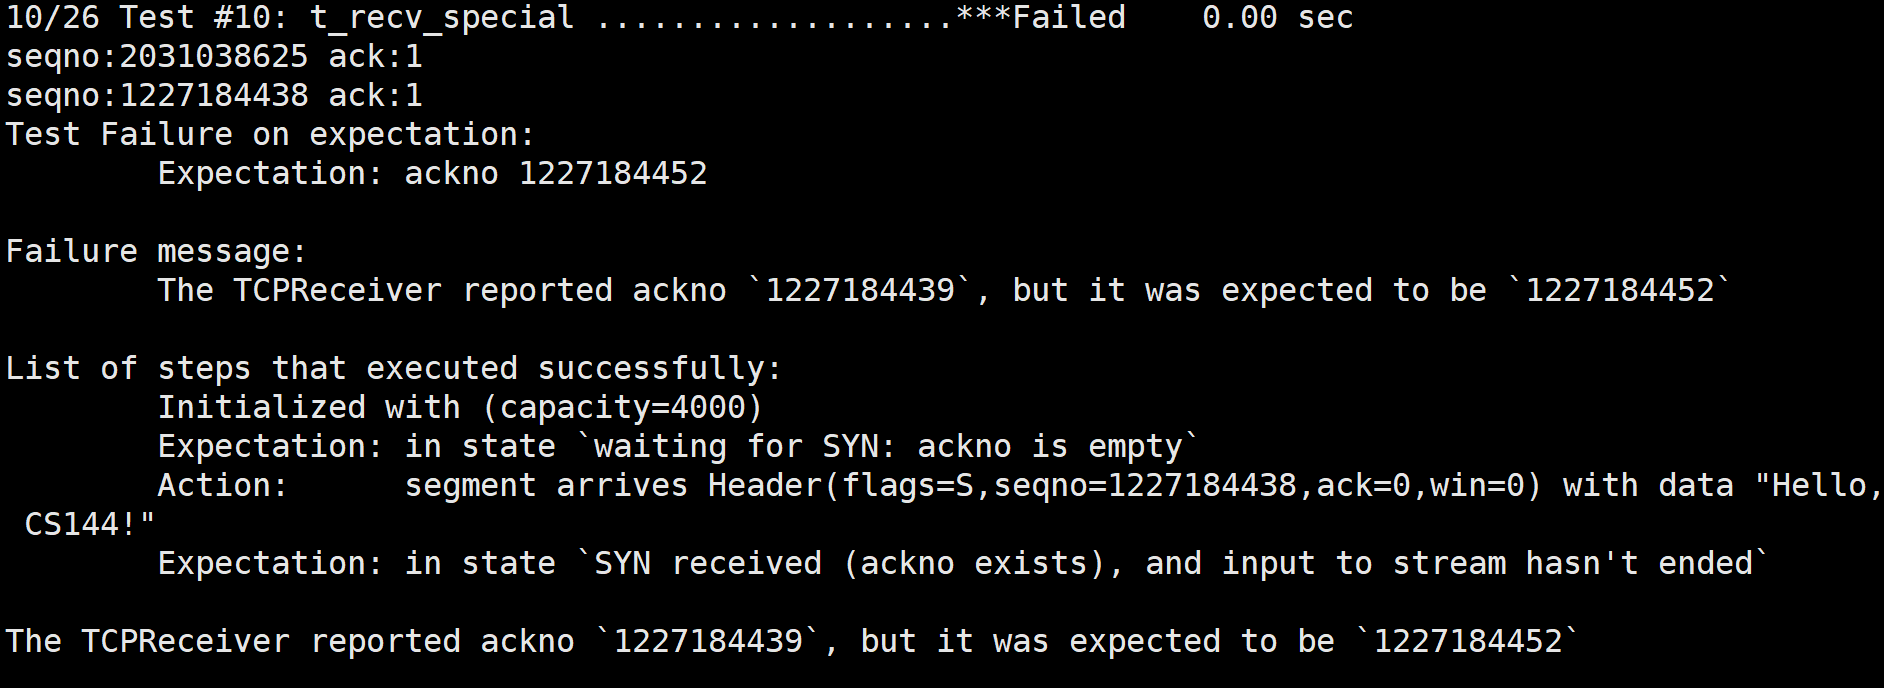 10/26 Test #10: t_recv_special ...................***Failed    0.00 sec
seqno:2031038625 ack:1
seqno:1227184438 ack:1
Test Failure on expectation:
        Expectation: ackno 1227184452

Failure message:
        The TCPReceiver reported ackno `1227184439`, but it was expected to be `1227184452`

List of steps that executed successfully:
        Initialized with (capacity=4000)
        Expectation: in state `waiting for SYN: ackno is empty`
        Action:      segment arrives Header(flags=S,seqno=1227184438,ack=0,win=0) with data "Hello,
 CS144!"
        Expectation: in state `SYN received (ackno exists), and input to stream hasn't ended`

The TCPReceiver reported ackno `1227184439`, but it was expected to be `1227184452`